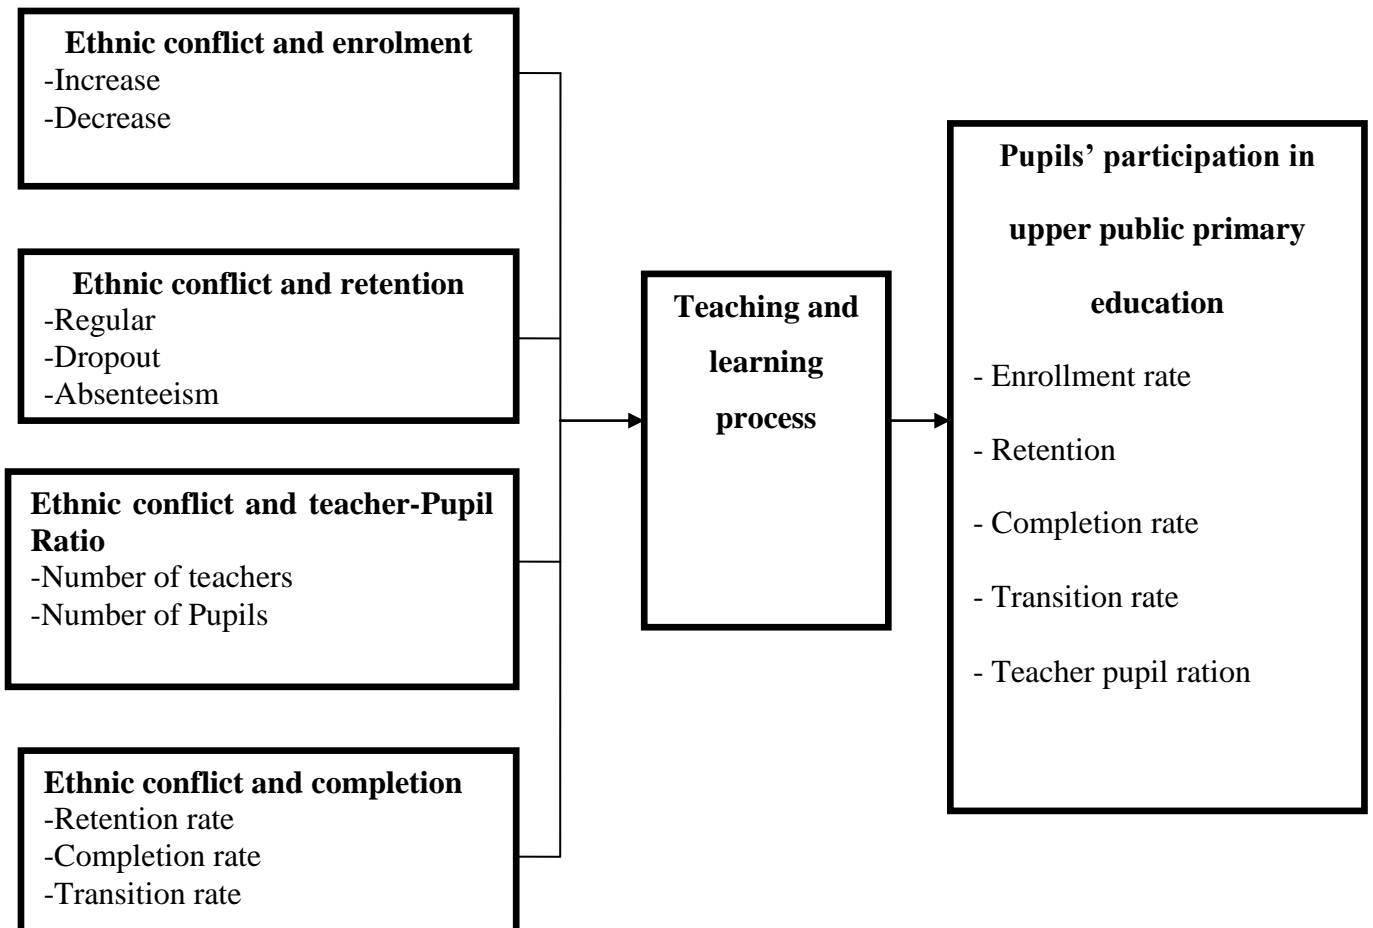 Ethnic conflict and enrolment
-Increase
-Decrease
Ethnic conflict and retention
-Regular
-Dropout
-Absenteeism
Ethnic conflict and teacher-Pupil
Ratio
-Number of teachers
-Number of Pupils
Ethnic conflict and completion
-Retention rate
-Completion rate
-Transition rate
Teaching and
learning
process
Pupils’ participation in
upper public primary
education
- Enrollment rate
- Retention
- Completion rate
- Transition rate
- Teacher pupil ration